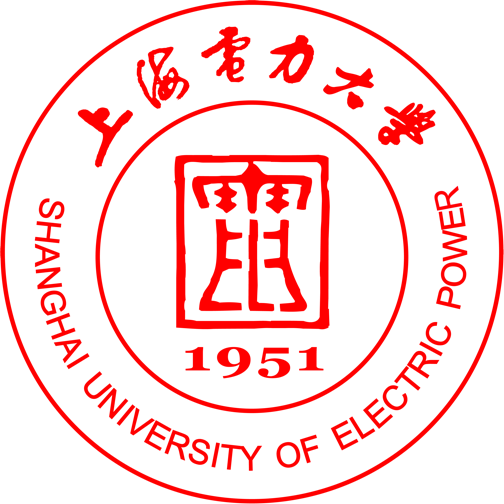 上海電力大學
1951
SHANGHAI UNIVERSITY OF ELECTRIC POWER